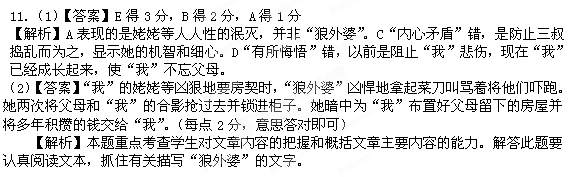 11.(1)【答案】E得3分，B得2分，A得1分
【解析】A表现的是姥姥等人人性的泯灭，并非“狼外婆”。C“内心矛盾”错，是防止三叔
捣乱而为之，显示她的机智和细心。D“有所悔悟”错，以前是阻止“我”悲伤，现在“我”
已经成长起来，使“我”不忘父母。
(2)【答案】“我”的姥姥等凶狠地要房契时，“狼外婆”凶悍地拿起菜刀叫骂着将他们吓跑。
她两次将父母和“我”的合影抢过去并锁进柜子。她暗中为“我”布置好父母留下的房屋并
将多年积攒的钱交给“我”。（每点2分，意思答对即可）
【解析】本题重点考查学生对文章内容的把握和概括文章主要内容的能力。解答此题要
认真阅读文本，抓住有关描写“狼外婆”的文字。